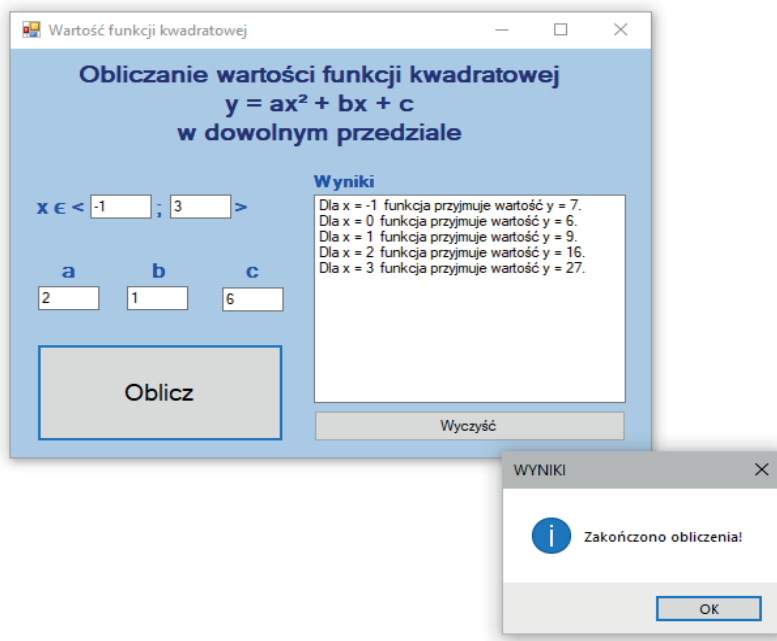 Wartość funkcji kwadratowej
Obliczanie wartości funkcji kwadratowej
y = ax² + bx + c
w dowolnym przedziale
x ϵ < -1 ; 3 >
a b c
2 1 6
Oblicz
Wyniki
Dla x = -1 funkcja przyjmuje wartość y = 7.
Dla x = 0 funkcja przyjmuje wartość y = 6.
Dla x = 1 funkcja przyjmuje wartość y = 9.
Dla x = 2 funkcja przyjmuje wartość y = 16.
Dla x = 3 funkcja przyjmuje wartość y = 27.
Wyczyść
WYNIKI
Zakończono obliczenia!
OK